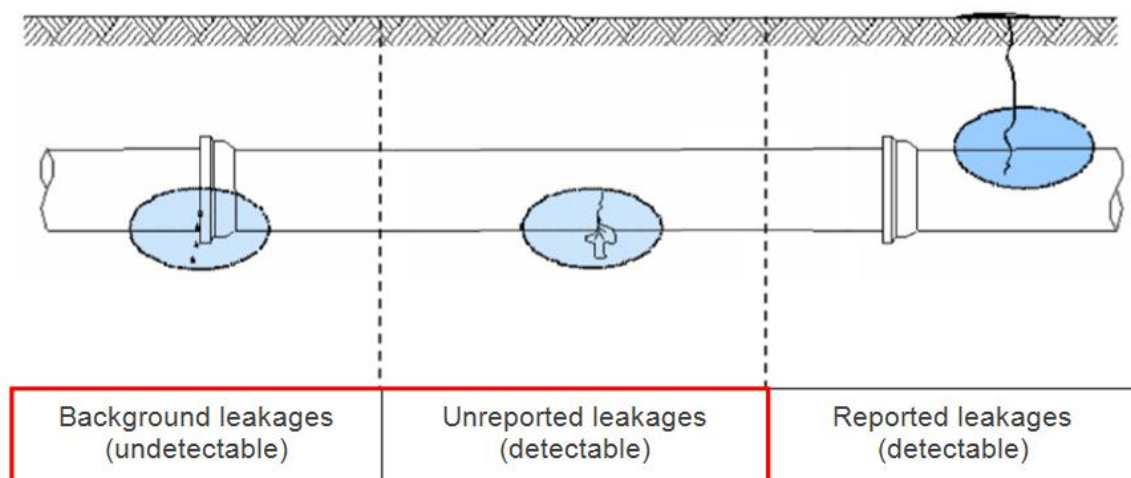 Background leakages
(undetectable)
Unreported leakages
(detectable)
Reported leakages
(detectable)